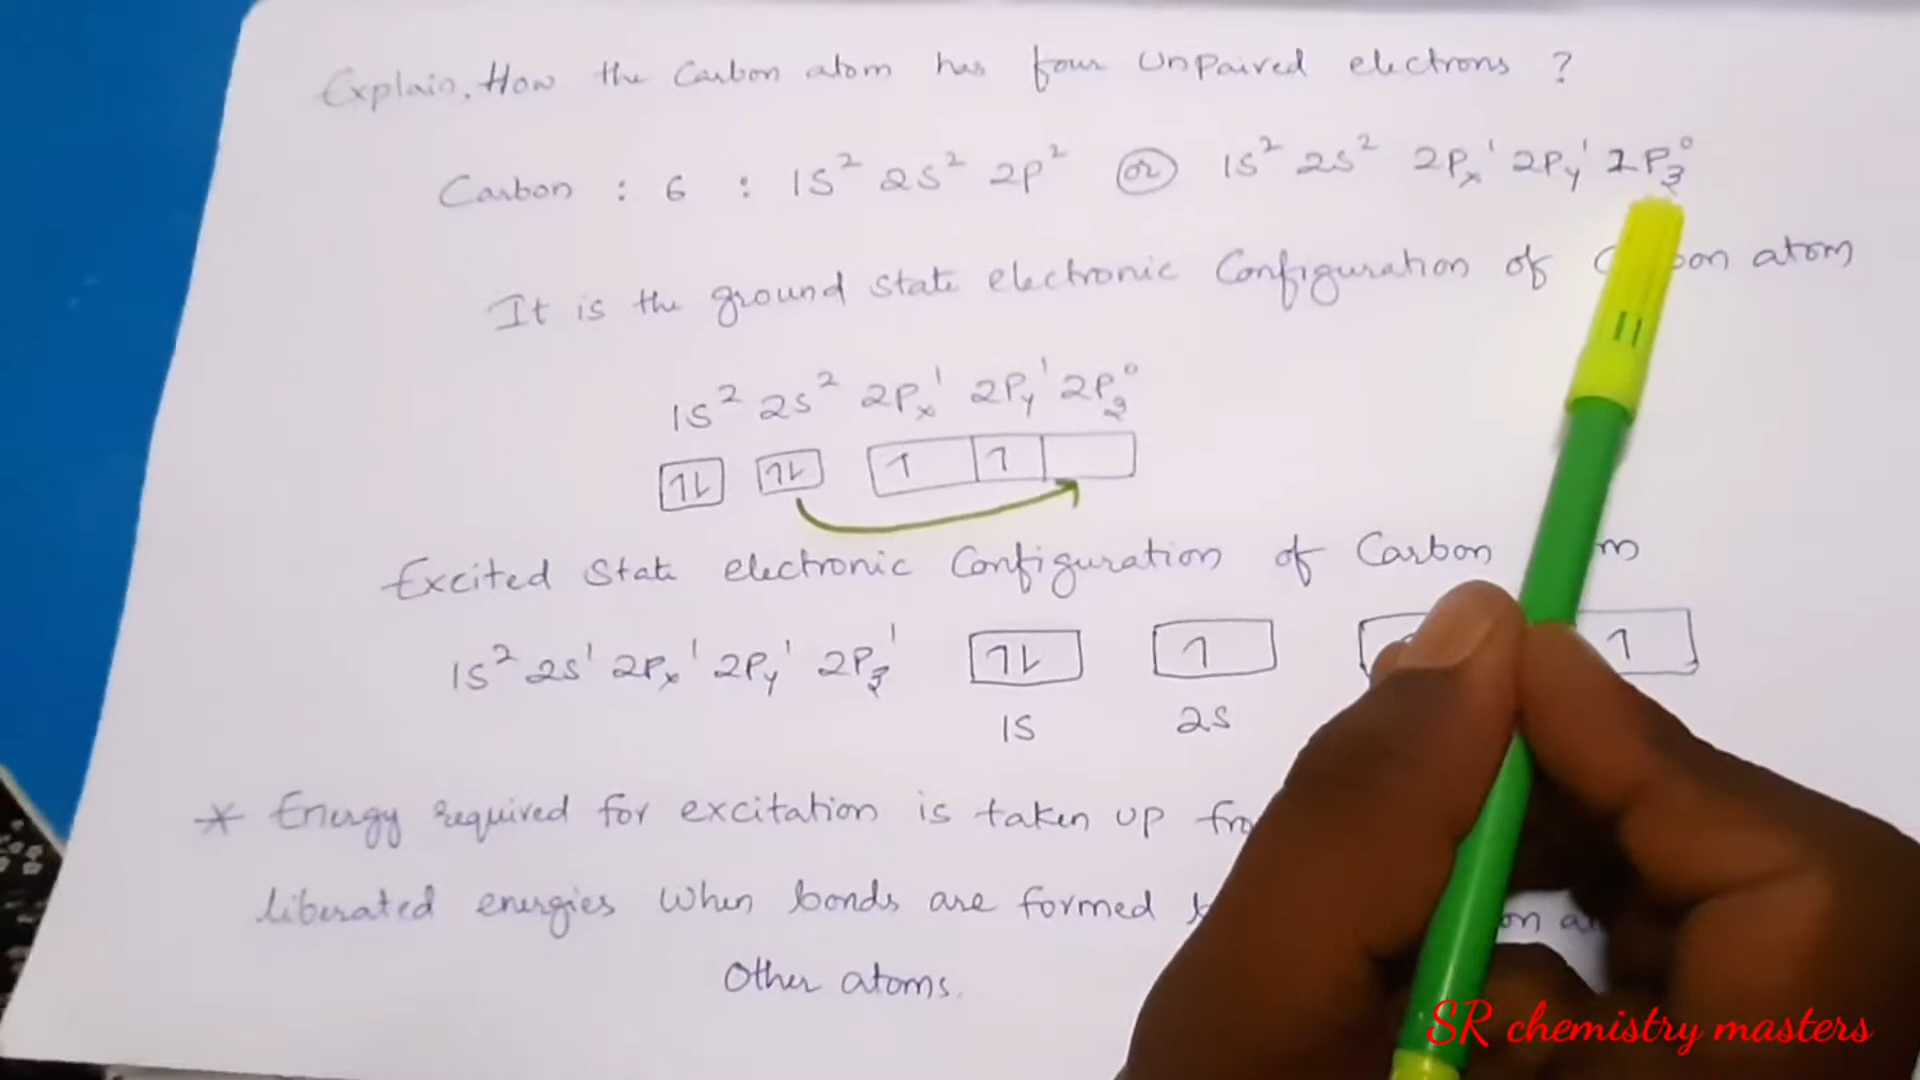 Explain, How the Carbon atom has four unpaired electrons ?
Carbon : 6 : 1S² 2S² 2P² or 1S² 2S² 2Pₓ¹ 2Pᵧ¹ 2P𝓏⁰
It is the ground State electronic Configuration of atom
1S² 2S² 2Pₓ¹ 2Pᵧ¹ 2P𝓏⁰
↿⇂ ↿⇂ ↿ ↿
Excited State electronic Configuration of Carbon
1S² 2S¹ 2Pₓ¹ 2Pᵧ¹ 2P𝓏¹ ↿⇂ ↿ ↿
1S 2S
* Energy required for excitation is taken up
liberated energies when bonds are formed
Other atoms.
SR chemistry masters